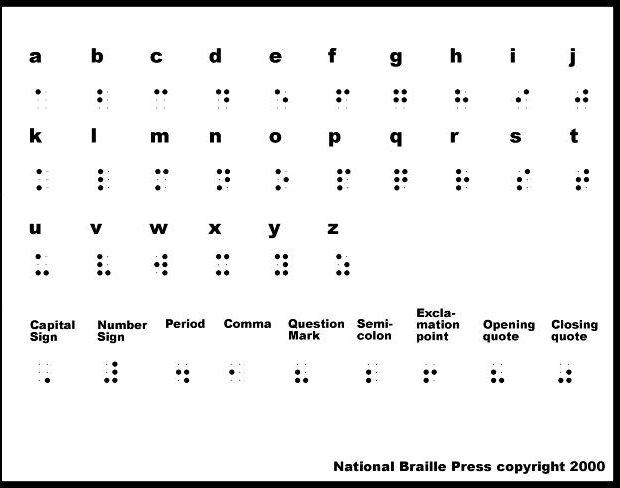 a b c d e f g h i j
⠁ ⠃ ⠉ ⠙ ⠑ ⠋ ⠛ ⠓ ⠊ ⠚
k l m n o p q r s t
⠅ ⠇ ⠍ ⠝ ⠕ ⠏ ⠟ ⠗ ⠎ ⠞
u v w x y z
⠥ ⠧ ⠺ ⠭ ⠽ ⠵
Capital Sign Number Sign Period Comma Question Mark Semi-colon Excla-mation point Opening quote Closing quote
⠠ ⠼ ⠲ ⠂ ⠦ ⠆ ⠖ ⠦ ⠴
National Braille Press copyright 2000